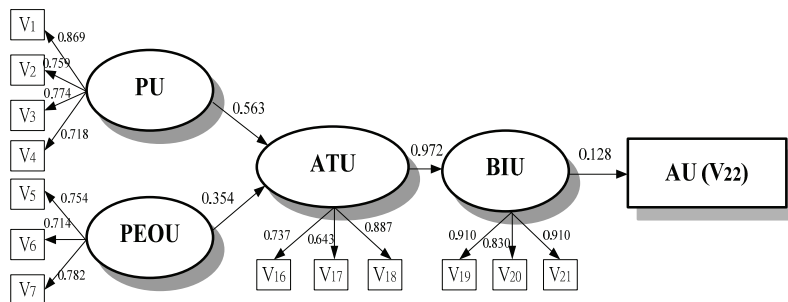 V1
0.869
V2
0.759
V3
0.774
V4
0.718
PU
0.563
V5
0.754
V6
0.714
V7
0.782
PEOU
0.354
ATU
0.972
BIU
0.128
AU (V22)
0.737
0.643
0.887
V16
V17
V18
0.910
0.830
0.910
V19
V20
V21